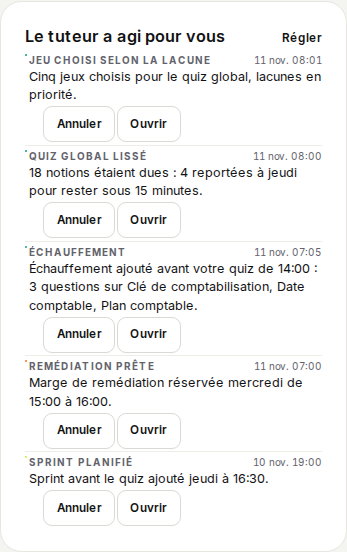 Le tuteur a agi pour vous Régler
JEU CHOISI SELON LA LACUNE 11 nov. 08:01
Cinq jeux choisis pour le quiz global, lacunes en
priorité.
Annuler Ouvrir
QUIZ GLOBAL LISSÉ 11 nov. 08:00
18 notions étaient dues : 4 reportées à jeudi
pour rester sous 15 minutes.
Annuler Ouvrir
ÉCHAUFFEMENT 11 nov. 07:05
Échauffement ajouté avant votre quiz de 14:00 :
3 questions sur Clé de comptabilisation, Date
comptable, Plan comptable.
Annuler Ouvrir
REMÉDIATION PRÊTE 11 nov. 07:00
Marge de remédiation réservée mercredi de
15:00 à 16:00.
Annuler Ouvrir
SPRINT PLANIFIÉ 10 nov. 19:00
Sprint avant le quiz ajouté jeudi à 16:30.
Annuler Ouvrir